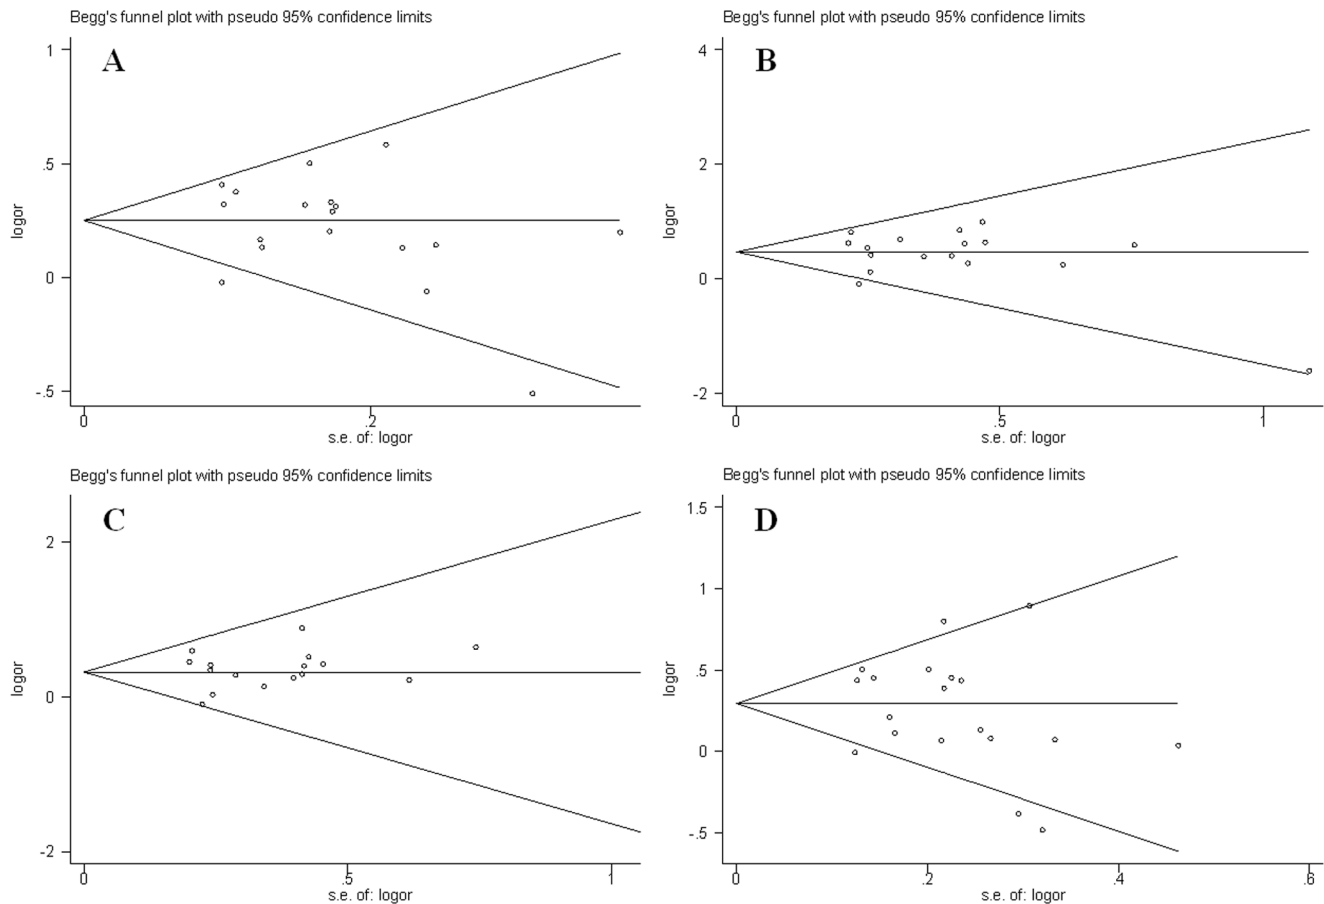 Begg's funnel plot with pseudo 95% confidence limits
A
1
.5
0
-.5
logor
0
.2
s.e. of: logor
Begg's funnel plot with pseudo 95% confidence limits
B
4
2
0
-2
logor
0
.5
1
s.e. of: logor
Begg's funnel plot with pseudo 95% confidence limits
C
2
0
-2
logor
0
.5
1
s.e. of: logor
Begg's funnel plot with pseudo 95% confidence limits
D
1.5
1
.5
0
-.5
logor
0
.2
.4
.6
s.e. of: logor